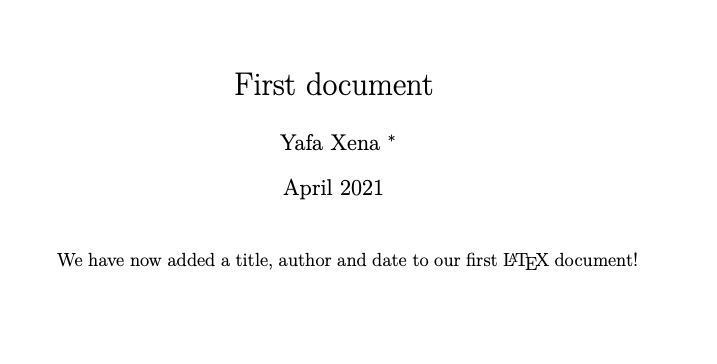 First document
Yafa Xena *
April 2021
We have now added a title, author and date to our first LATEX document!